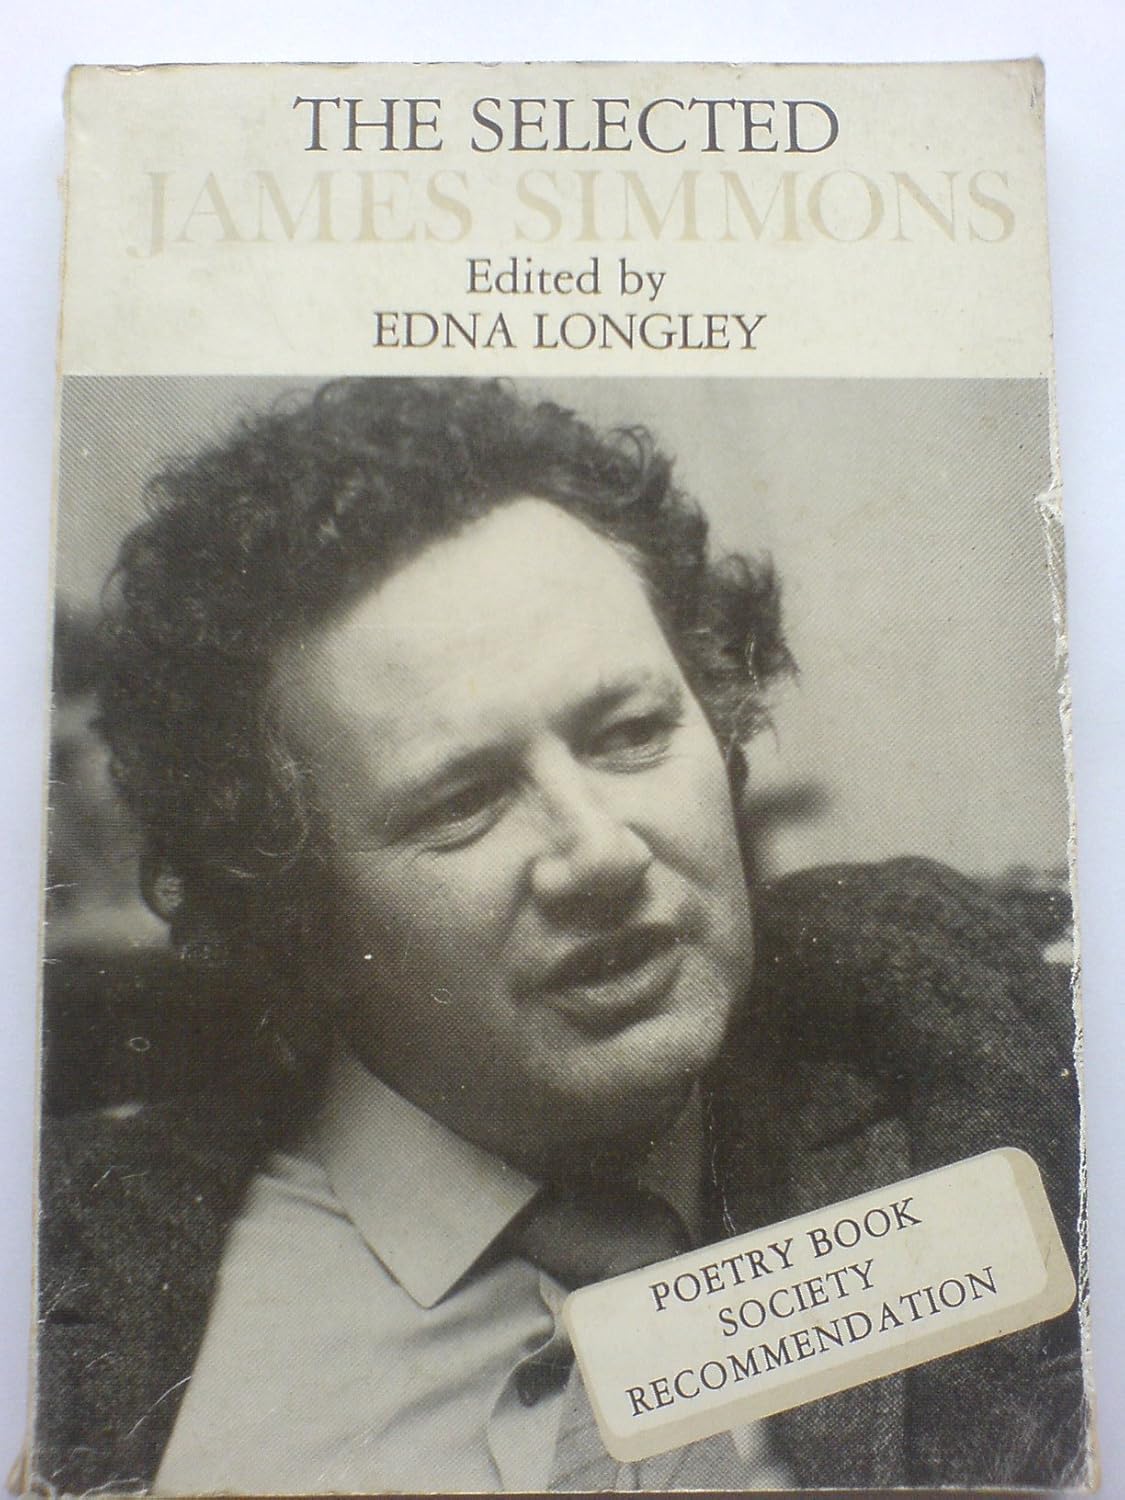 THE SELECTED
JAMES SIMMONS
Edited by
EDNA LONGLEY
POETRY BOOK
SOCIETY
RECOMMENDATION